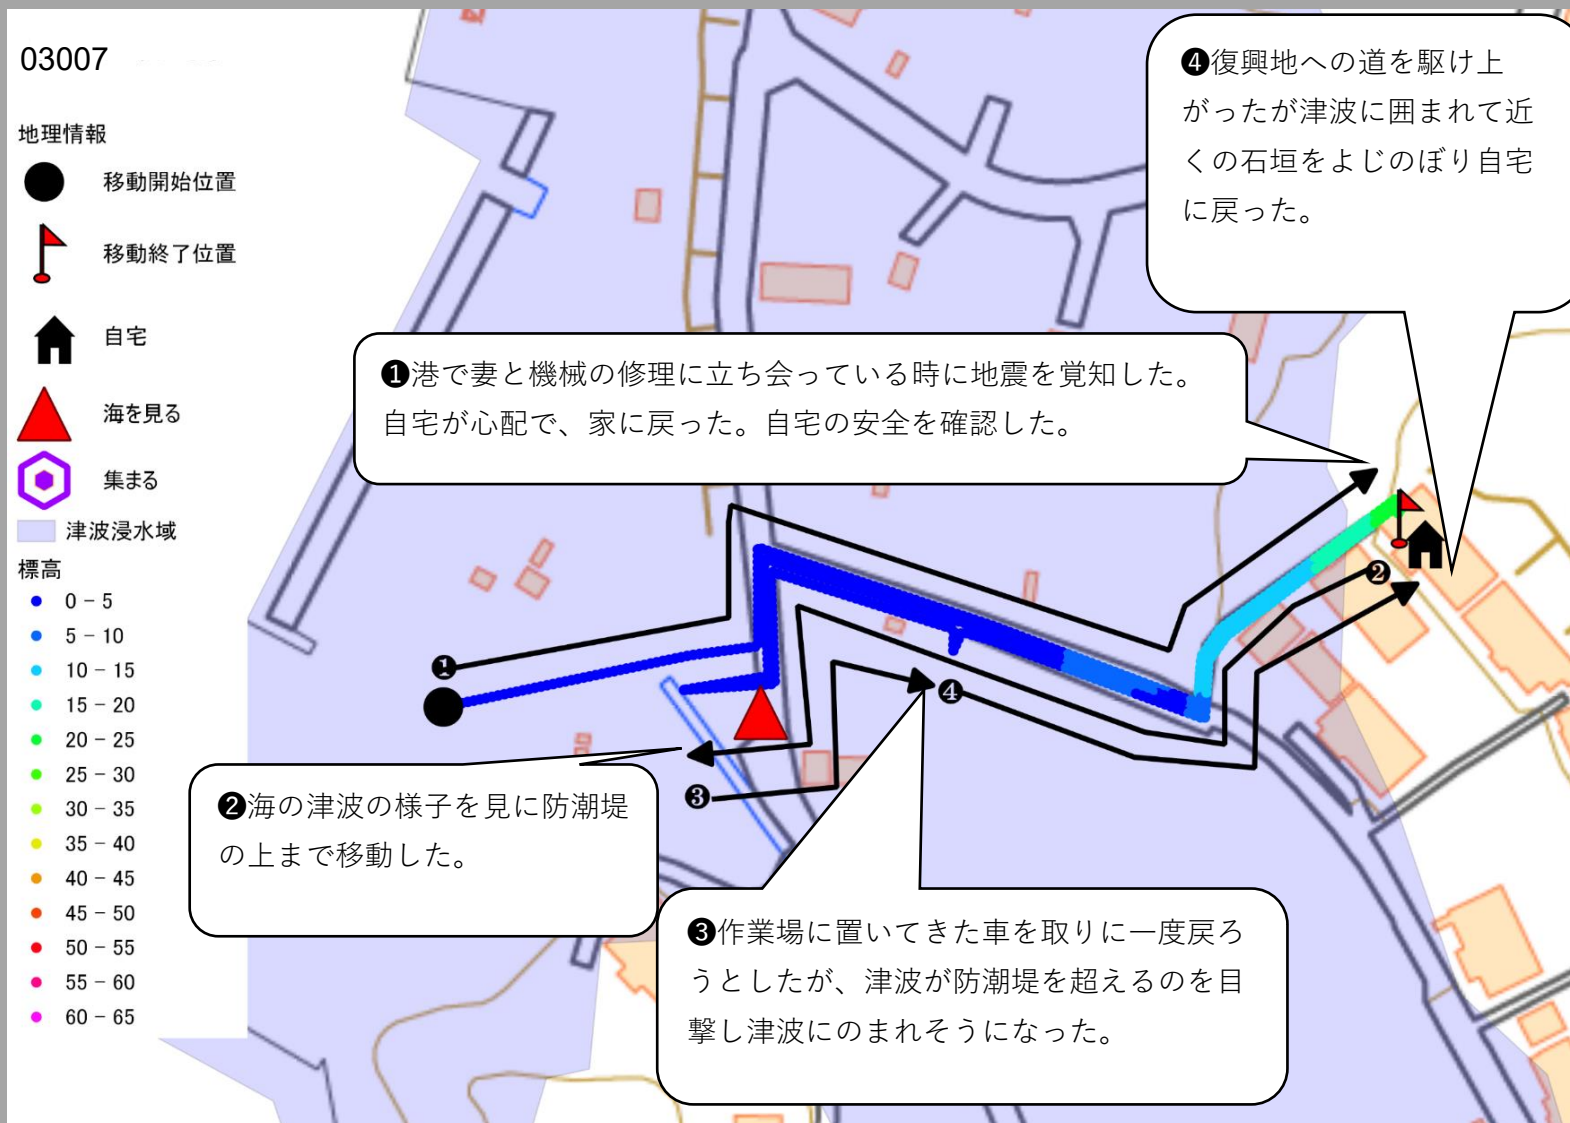 03007
地理情報
移動開始位置
移動終了位置
自宅
海を見る
集まる
津波浸水域
標高
0 – 5
5 – 10
10 – 15
15 – 20
20 – 25
25 – 30
30 – 35
35 – 40
40 – 45
45 – 50
50 – 55
55 – 60
60 – 65
❹復興地への道を駆け上
がったが津波に囲まれて近
くの石垣をよじのぼり自宅
に戻った。
❶港で妻と機械の修理に立ち会っている時に地震を覚知した。
自宅が心配で、家に戻った。自宅の安全を確認した。
❶
❷
❹
❸
❷海の津波の様子を見に防潮堤
の上まで移動した。
❸作業場に置いてきた車を取りに一度戻ろ
うとしたが、津波が防潮堤を超えるのを目
撃し津波にのまれそうになった。